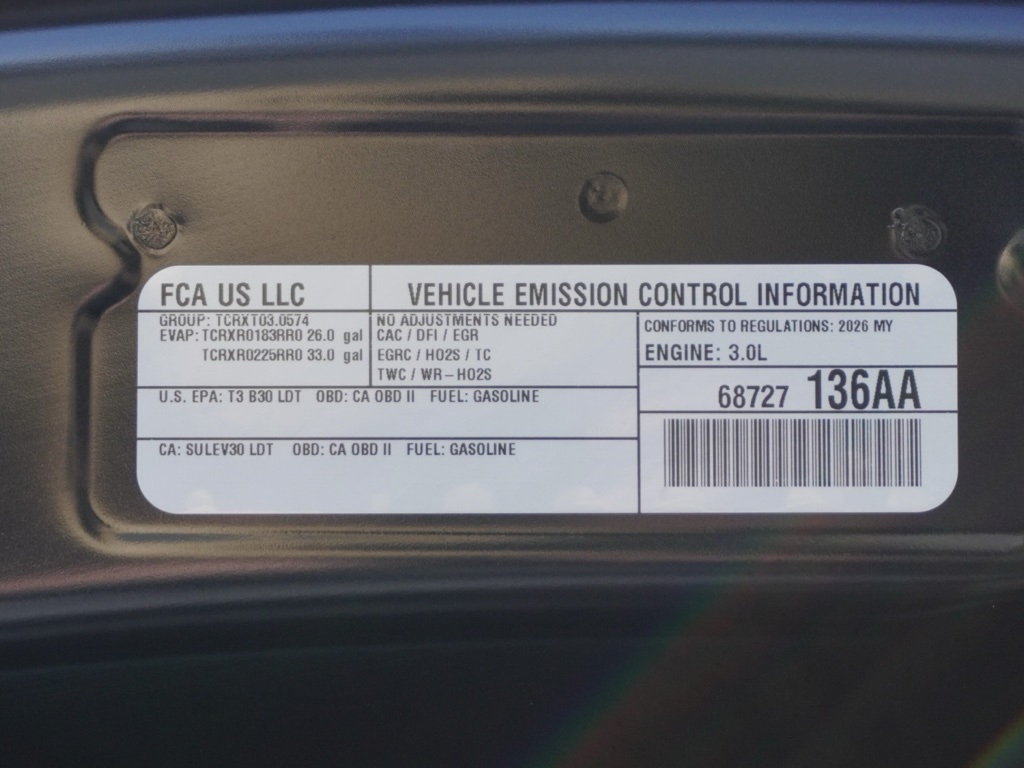 FCA US LLC
VEHICLE EMISSION CONTROL INFORMATION
GROUP: TCRXT03.0574
EVAP: TCRXR0183RR0 26.0 gal
TCRXR0225RR0 33.0 gal
NO ADJUSTMENTS NEEDED
CAC / DFI / EGR
EGRC / HO2S / TC
TWC / WR-HO2S
CONFORMS TO REGULATIONS: 2026 MY
ENGINE: 3.0L
68727 136AA
U.S. EPA: T3 B30 LDT OBD: CA OBD II FUEL: GASOLINE
CA: SULEV30 LDT OBD: CA OBD II FUEL: GASOLINE